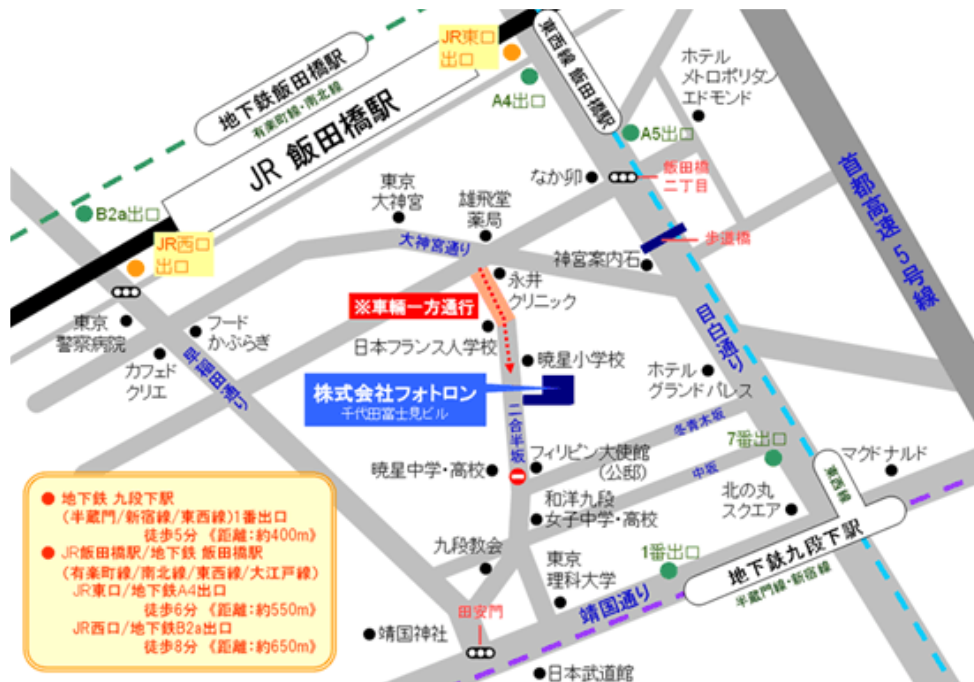 JR東口
出口
東西線 飯田橋駅
ホテル
メトロポリタン
エドモンド
地下鉄飯田橋駅
有楽町線・南北線
A4出口
JR 飯田橋駅
A5出口
飯田橋
二丁目
なか卯
首都高速 5号線
B2a出口
東京
大神宮
雄飛堂
薬局
歩道橋
JR西口
出口
大神宮通り
神宮案内石
永井
クリニック
※車輌一方通行
目白通り
東京
警察病院
フード
かぶらぎ
日本フランス人学校
暁星小学校
カフェド
クリエ
早稲田通り
ホテル
グランドパレス
株式会社フォトロン
千代田富士見ビル
二合半坂
冬青木坂
7番出口
フィリピン大使館
(公邸)
中坂
マクドナルド
暁星中学・高校
東西線
北の丸
スクエア
和洋九段
女子中学・高校
● 地下鉄 九段下駅
(半蔵門/新宿線/東西線)1番出口
徒歩5分 《距離:約400m》
● JR飯田橋駅/地下鉄 飯田橋駅
(有楽町線/南北線/東西線/大江戸線)
JR東口/地下鉄A4出口
徒歩6分 《距離:約550m》
JR西口/地下鉄B2a出口
徒歩8分 《距離:約650m》
九段教会
東京
理科大学
1番出口
地下鉄九段下駅
半蔵門線・新宿線
靖国通り
田安門
靖国神社
日本武道館